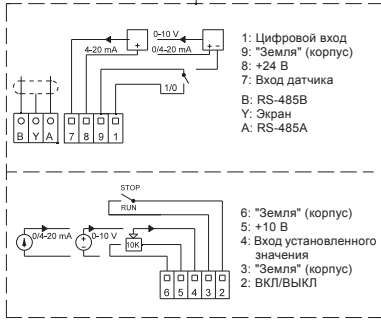 0-10 V
4-20 mA
0/4-20 mA
+
+ -
1/0
B Y A
7 8 9 1
1: Цифровой вход
9: "Земля" (корпус)
8: +24 В
7: Вход датчика
B: RS-485B
Y: Экран
A: RS-485A
STOP
RUN
0/4-20 mA
+
-
0-10 V
10K
6 5 4 3 2
6: "Земля" (корпус)
5: +10 В
4: Вход установленного
значения
3: "Земля" (корпус)
2: ВКЛ/ВЫКЛ